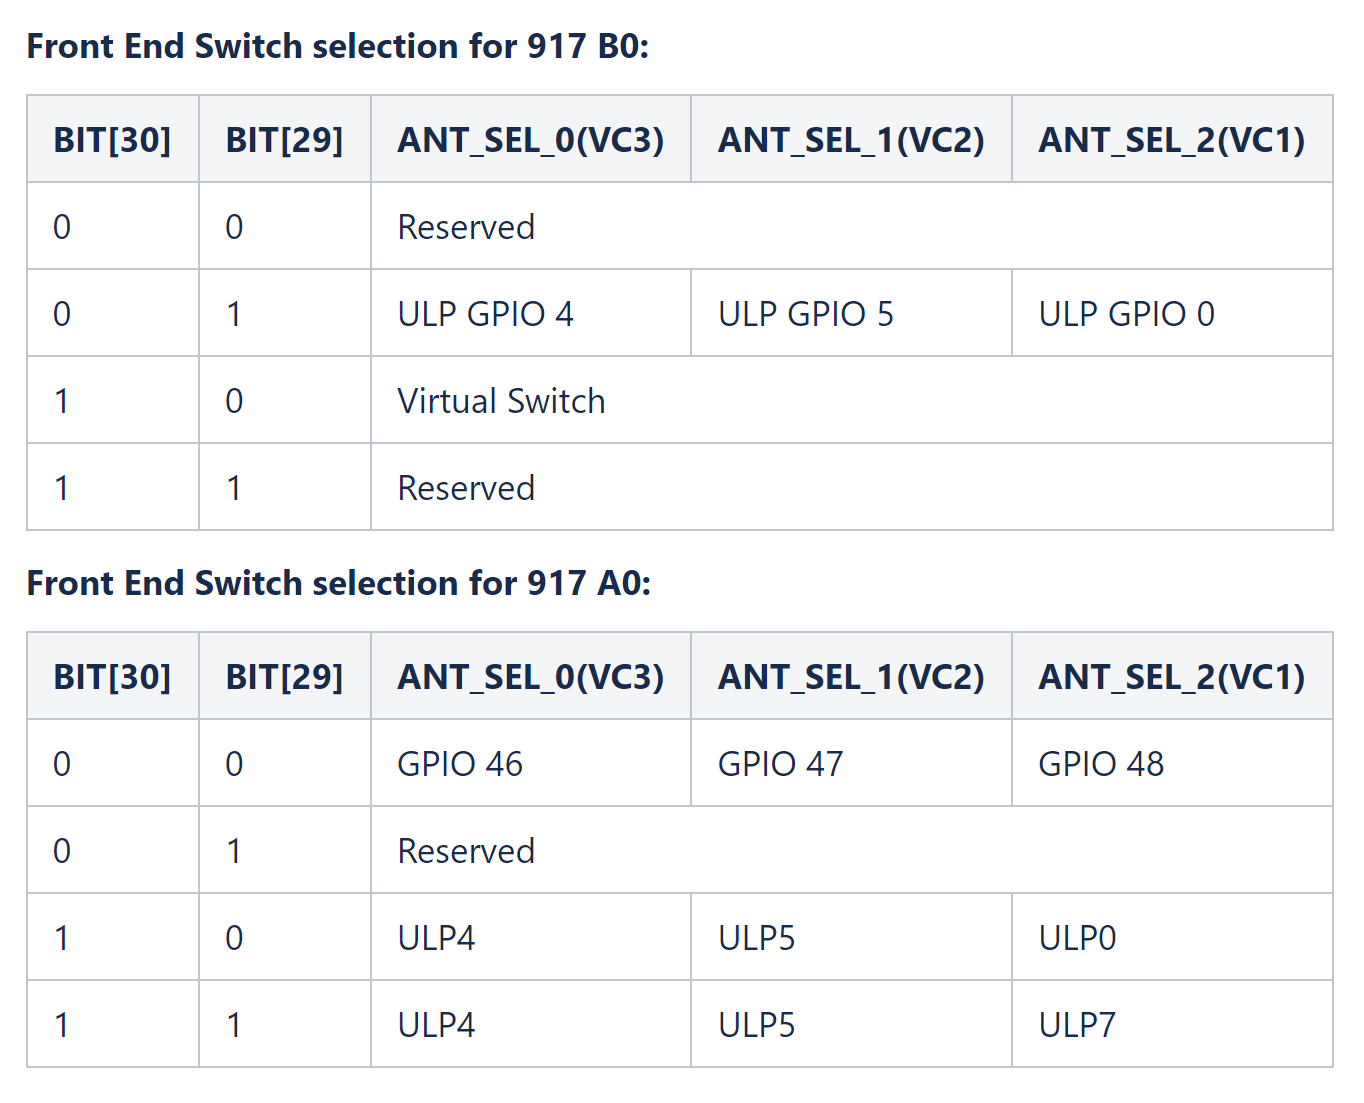 Front End Switch selection for 917 B0:
BIT[30] BIT[29] ANT_SEL_0(VC3) ANT_SEL_1(VC2) ANT_SEL_2(VC1)
0 0 Reserved
0 1 ULP GPIO 4 ULP GPIO 5 ULP GPIO 0
1 0 Virtual Switch
1 1 Reserved
Front End Switch selection for 917 A0:
BIT[30] BIT[29] ANT_SEL_0(VC3) ANT_SEL_1(VC2) ANT_SEL_2(VC1)
0 0 GPIO 46 GPIO 47 GPIO 48
0 1 Reserved
1 0 ULP4 ULP5 ULP0
1 1 ULP4 ULP5 ULP7